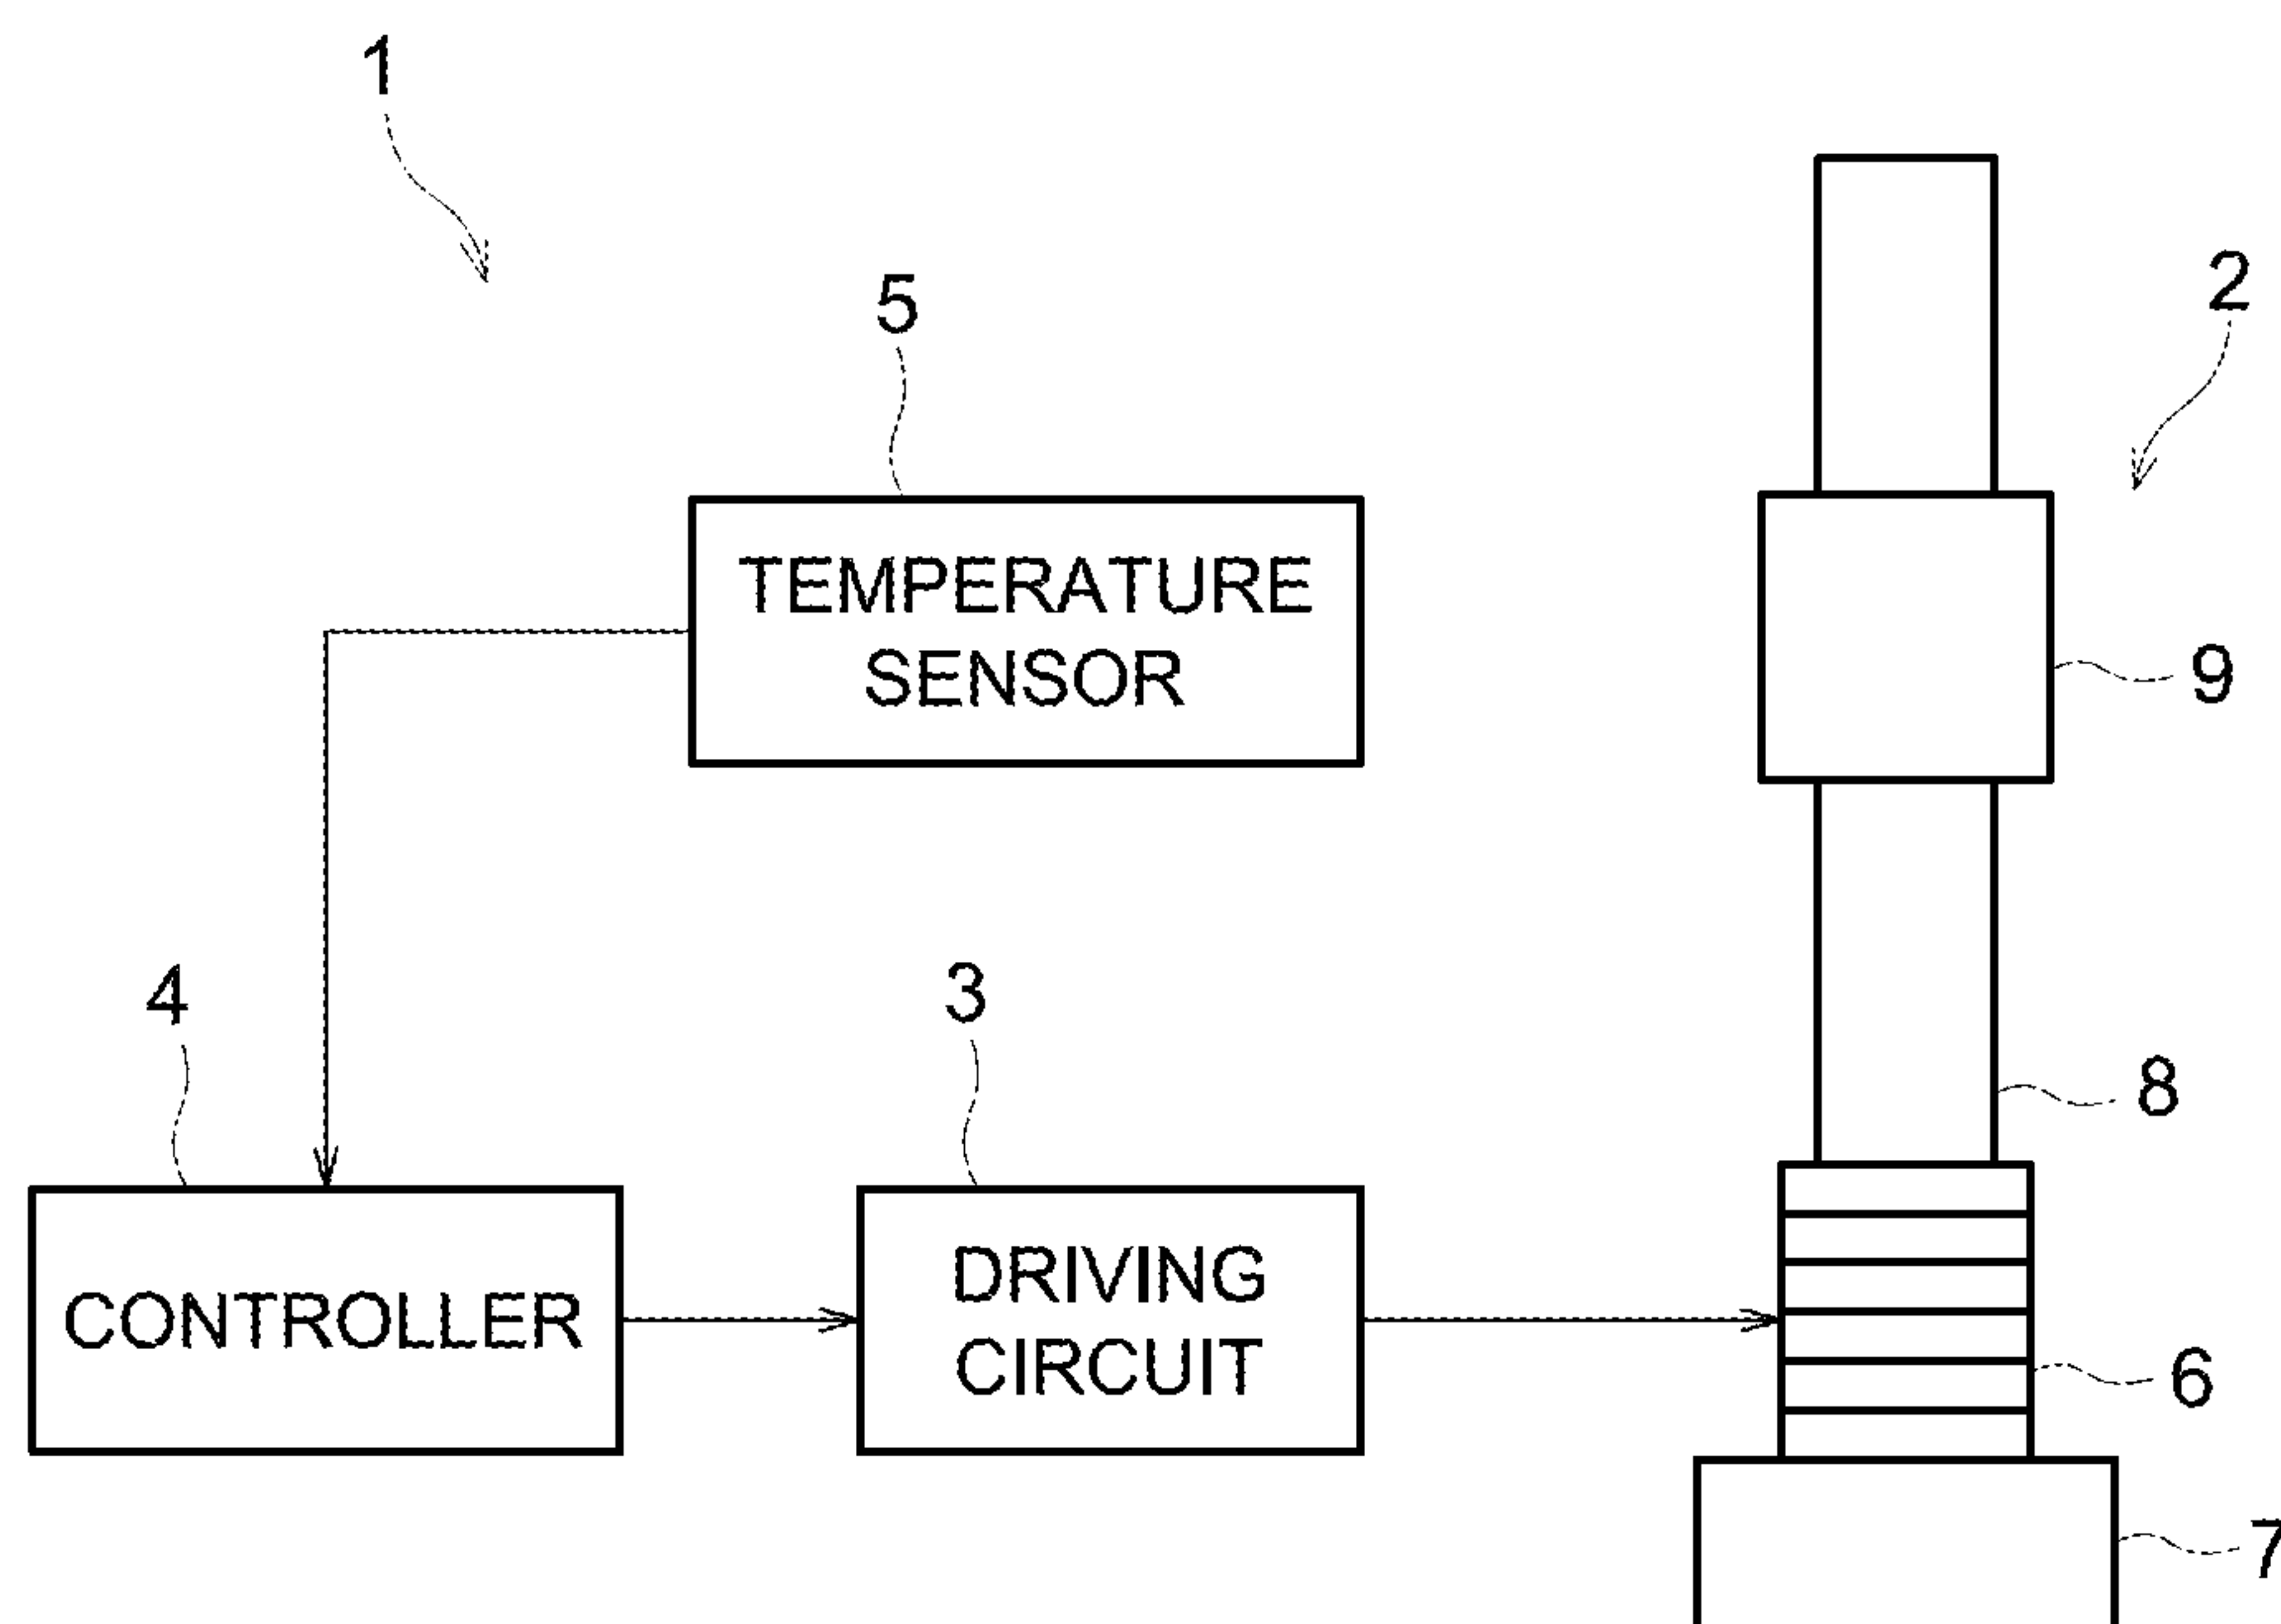 1
2
5
TEMPERATURE
SENSOR
9
4
3
8
CONTROLLER
DRIVING
CIRCUIT
6
7